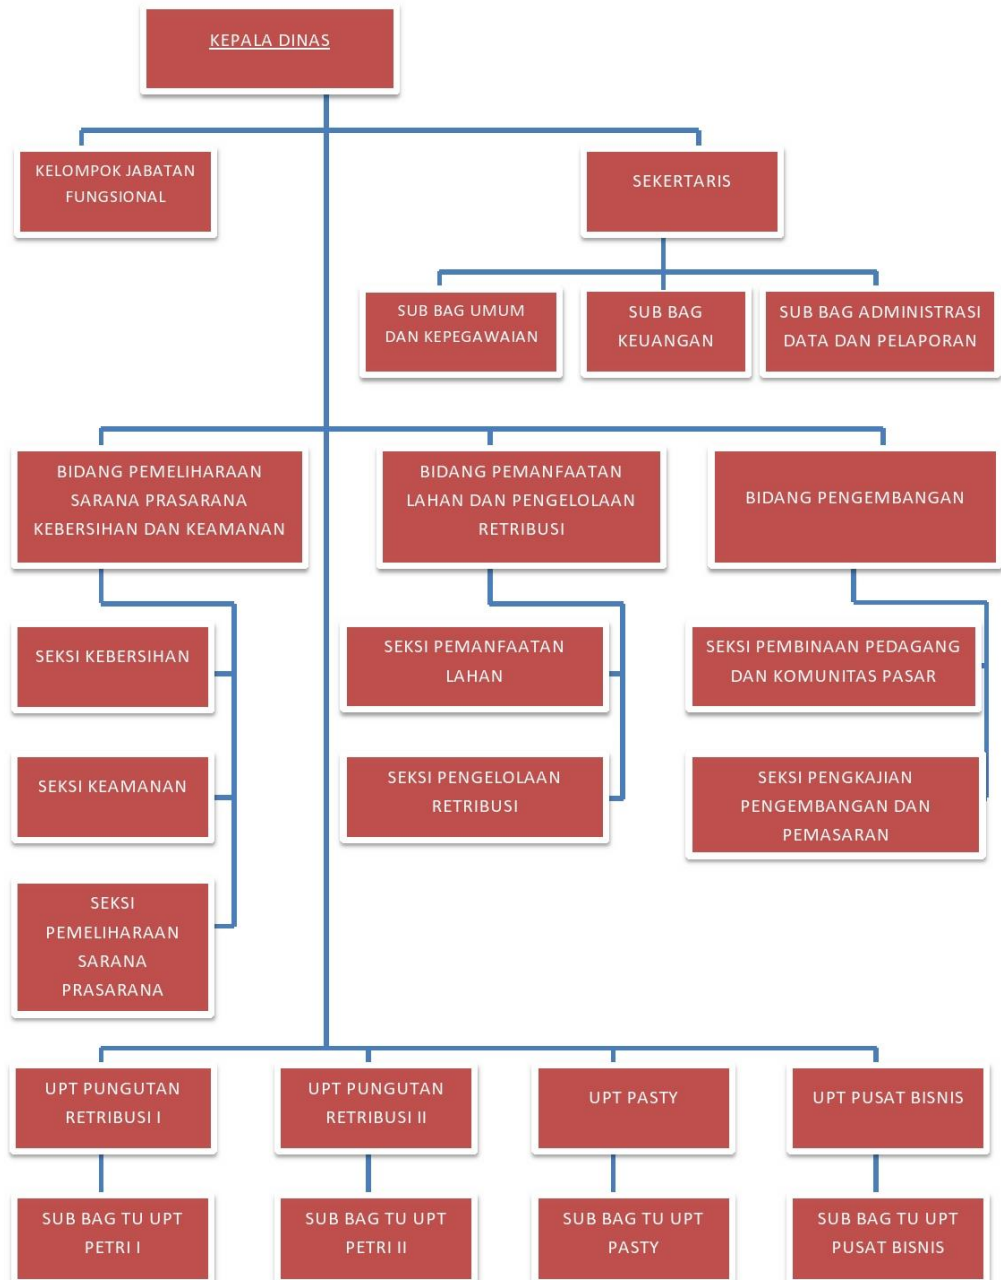 KEPALA DINAS
KELOMPOK JABATAN
FUNGSIONAL
SEKERTARIS
SUB BAG UMUM
DAN KEPEGAWAIAN
SUB BAG
KEUANGAN
SUB BAG ADMINISTRASI
DATA DAN PELAPORAN
BIDANG PEMELIHARAAN
SARANA PRASARANA
KEBERSIHAN DAN KEAMANAN
BIDANG PEMANFAATAN
LAHAN DAN PENGELOLAAN
RETRIBUSI
BIDANG PENGEMBANGAN
SEKSI KEBERSIHAN
SEKSI PEMANFAATAN
LAHAN
SEKSI PEMBINAAN PEDAGANG
DAN KOMUNITAS PASAR
SEKSI KEAMANAN
SEKSI PENGELOLAAN
RETRIBUSI
SEKSI PENGKAJIAN
PENGEMBANGAN DAN
PEMASARAN
SEKSI
PEMELIHARAAN
SARANA
PRASARANA
UPT PUNGUTAN
RETRIBUSI I
UPT PUNGUTAN
RETRIBUSI II
UPT PASTY
UPT PUSAT BISNIS
SUB BAG TU UPT
PETRI I
SUB BAG TU UPT
PETRI II
SUB BAG TU UPT
PASTY
SUB BAG TU UPT
PUSAT BISNIS